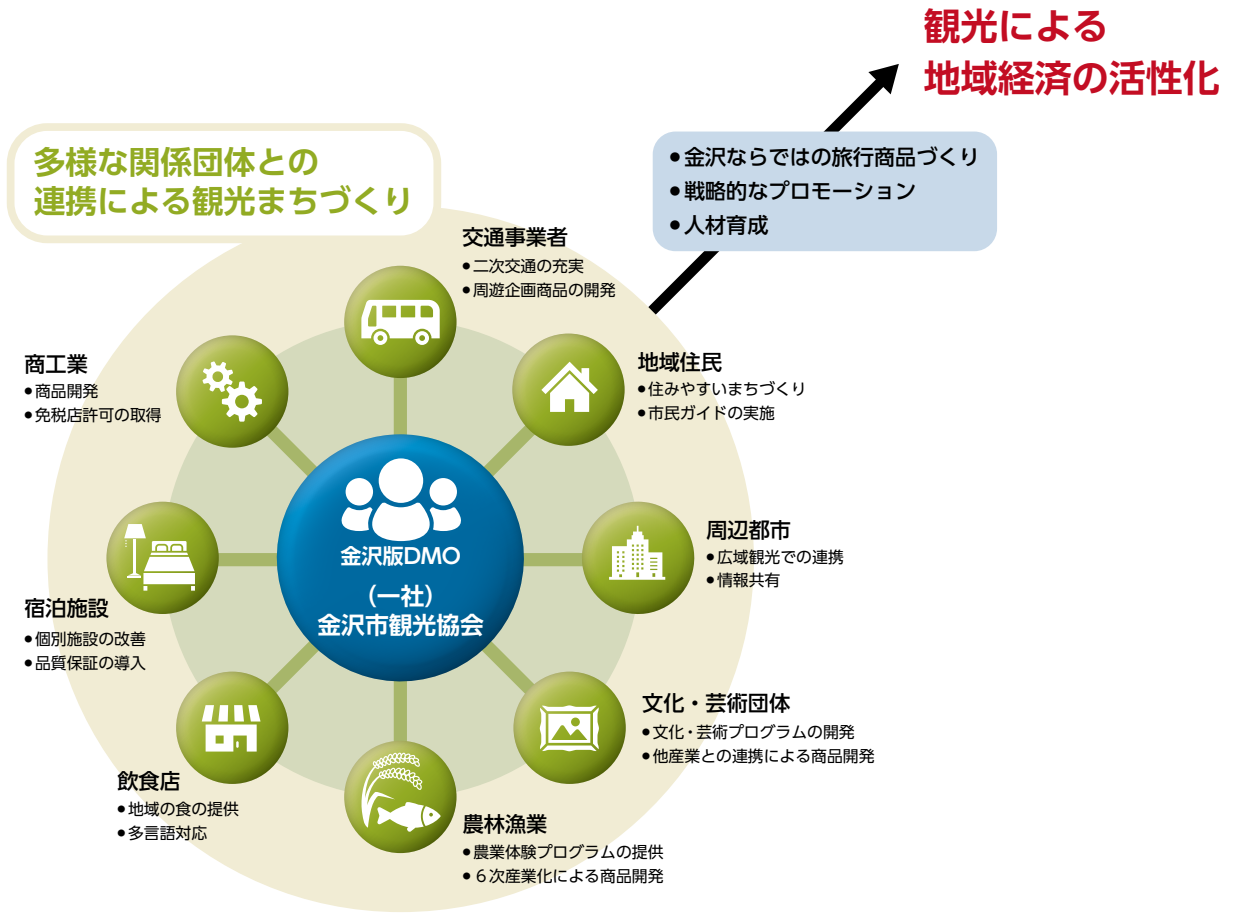 観光による
地域経済の活性化
多様な関係団体との
連携による観光まちづくり
●金沢ならではの旅行商品づくり
●戦略的なプロモーション
●人材育成
交通事業者
●二次交通の充実
●周遊企画商品の開発
地域住民
●住みやすいまちづくり
●市民ガイドの実施
周辺都市
●広域観光での連携
●情報共有
文化・芸術団体
●文化・芸術プログラムの開発
●他産業との連携による商品開発
農林漁業
●農業体験プログラムの提供
●６次産業化による商品開発
飲食店
●地域の食の提供
●多言語対応
宿泊施設
●個別施設の改善
●品質保証の導入
商工業
●商品開発
●免税店許可の取得
金沢版DMO
（一社）
金沢市観光協会